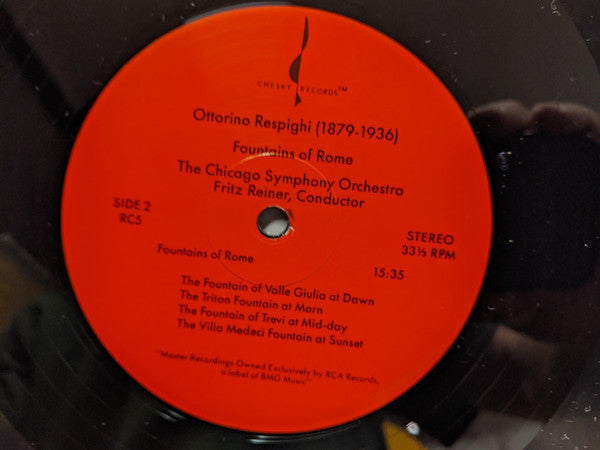 CHESKY RECORDS™
Ottorino Respighi (1879-1936)
Fountains of Rome
The Chicago Symphony Orchestra
Fritz Reiner, Conductor
SIDE 2
RC5
STEREO
33⅓ RPM
Fountains of Rome
15:35
The Fountain of Valle Giulia at Dawn
The Triton Fountain at Morn
The Fountain of Trevi at Mid-day
The Villa Medeci Fountain at Sunset
"Master Recordings Owned Exclusively by RCA Records,
a label of BMG Music"